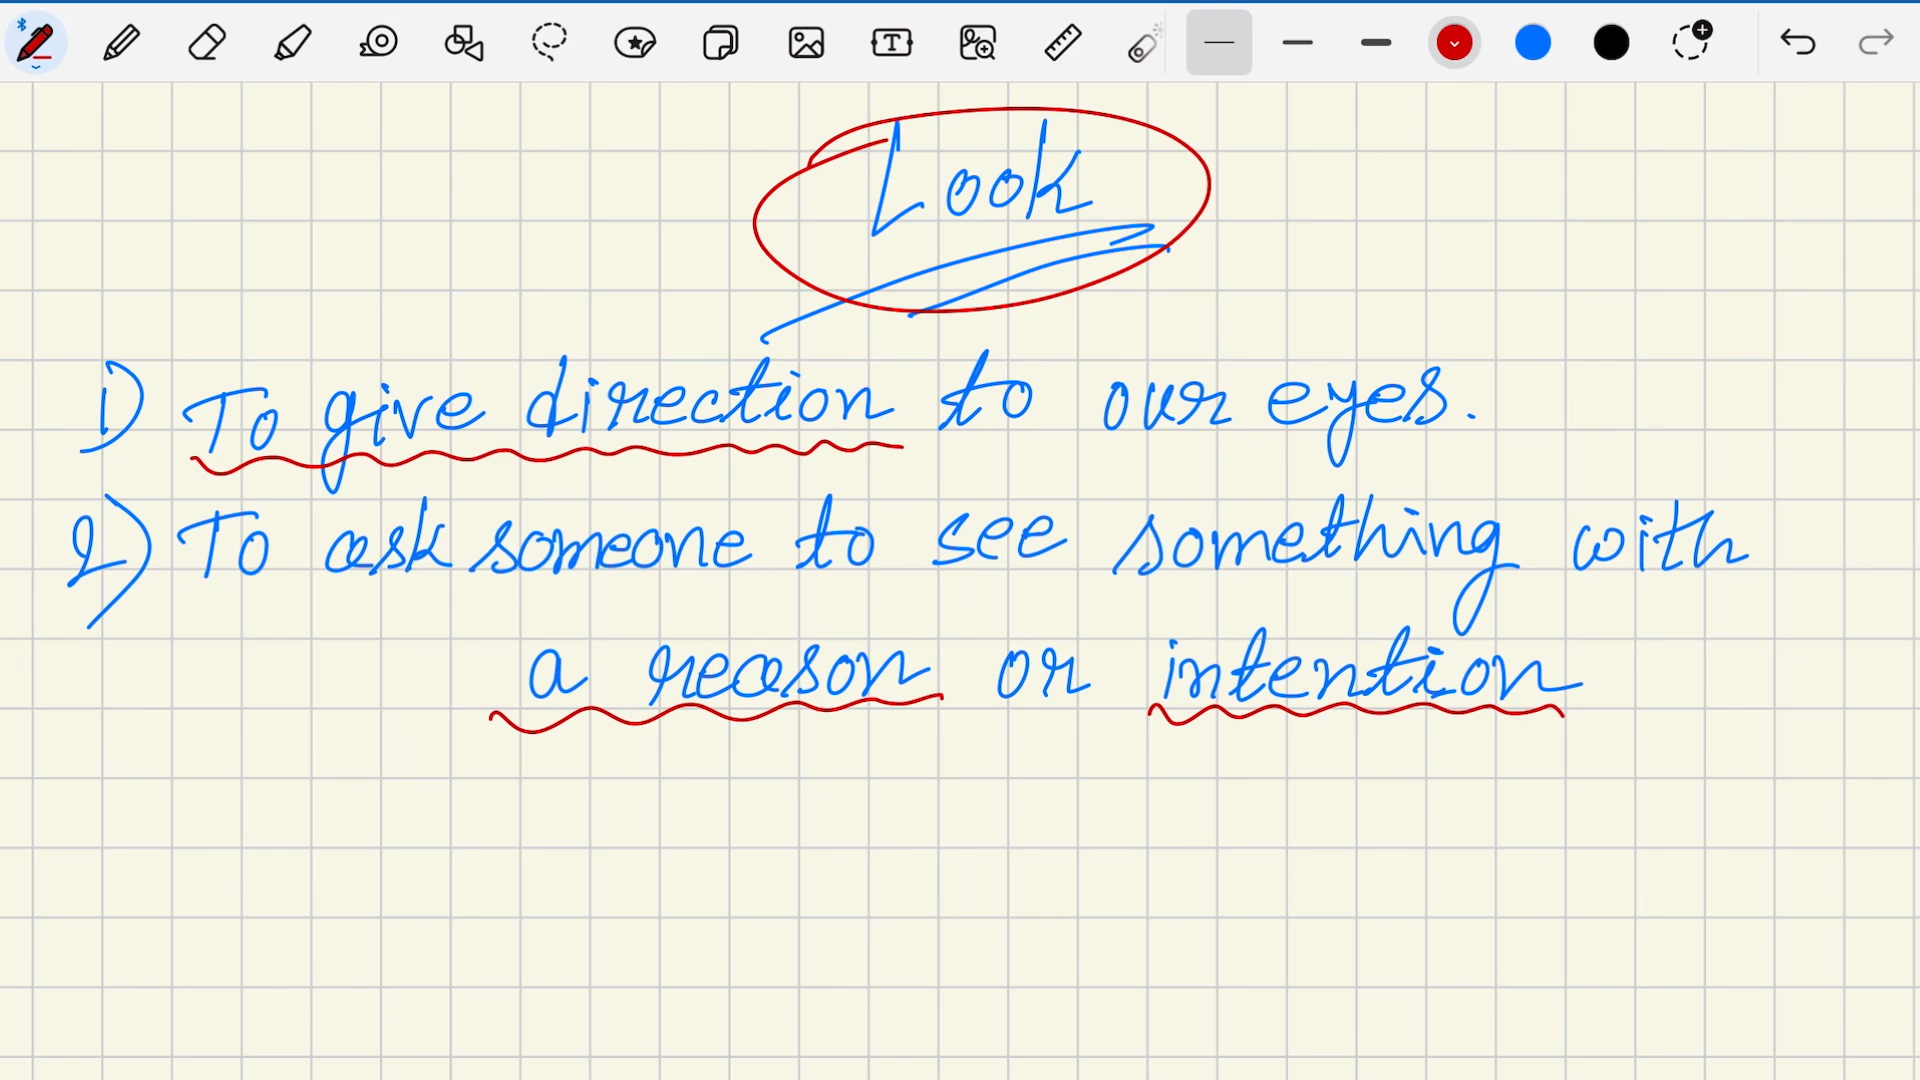 Look
1) To give direction to our eyes.
2) To ask someone to see something with
a reason or intention